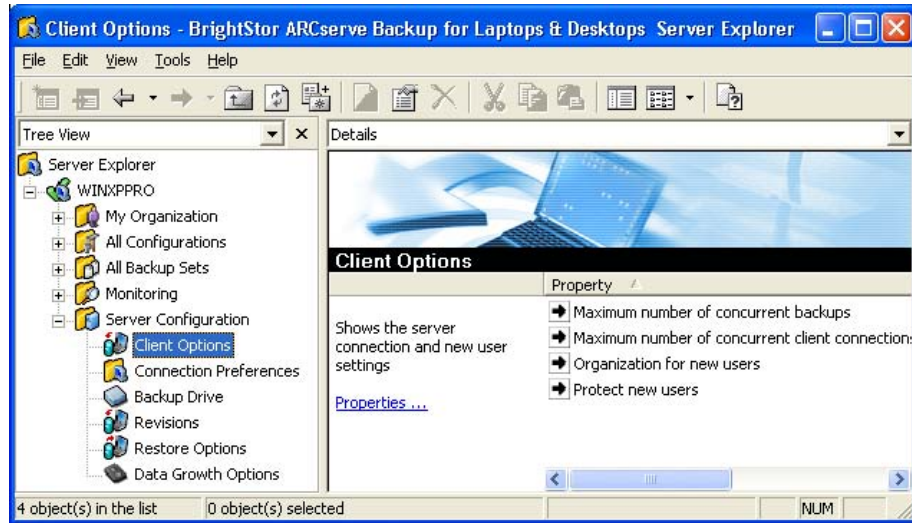 Client Options - BrightStor ARCserve Backup for Laptops & Desktops Server Explorer
File Edit View Tools Help
Tree View
Details
Server Explorer
WINXPPRO
My Organization
All Configurations
All Backup Sets
Monitoring
Server Configuration
Client Options
Connection Preferences
Backup Drive
Revisions
Restore Options
Data Growth Options
Client Options
Shows the server
connection and new user
settings
Properties ...
Property
Maximum number of concurrent backups
Maximum number of concurrent client connections
Organization for new users
Protect new users
4 object(s) in the list
0 object(s) selected
NUM